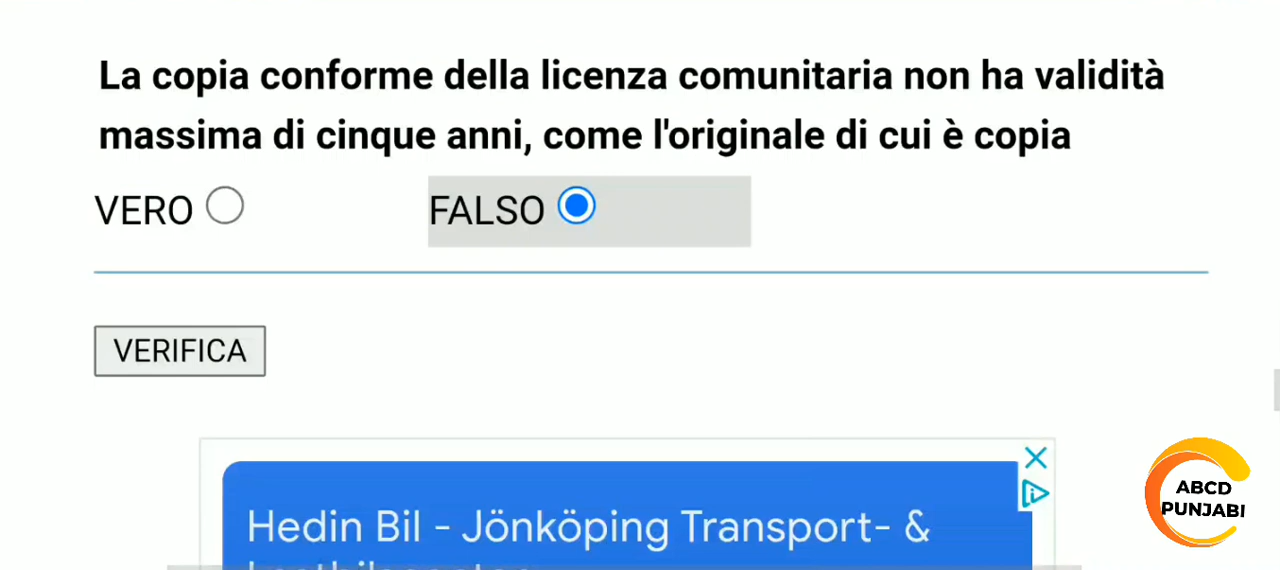 La copia conforme della licenza comunitaria non ha validità
massima di cinque anni, come l'originale di cui è copia
VERO FALSO
VERIFICA
Hedin Bil - Jönköping Transport- &
ABCD
PUNJABI